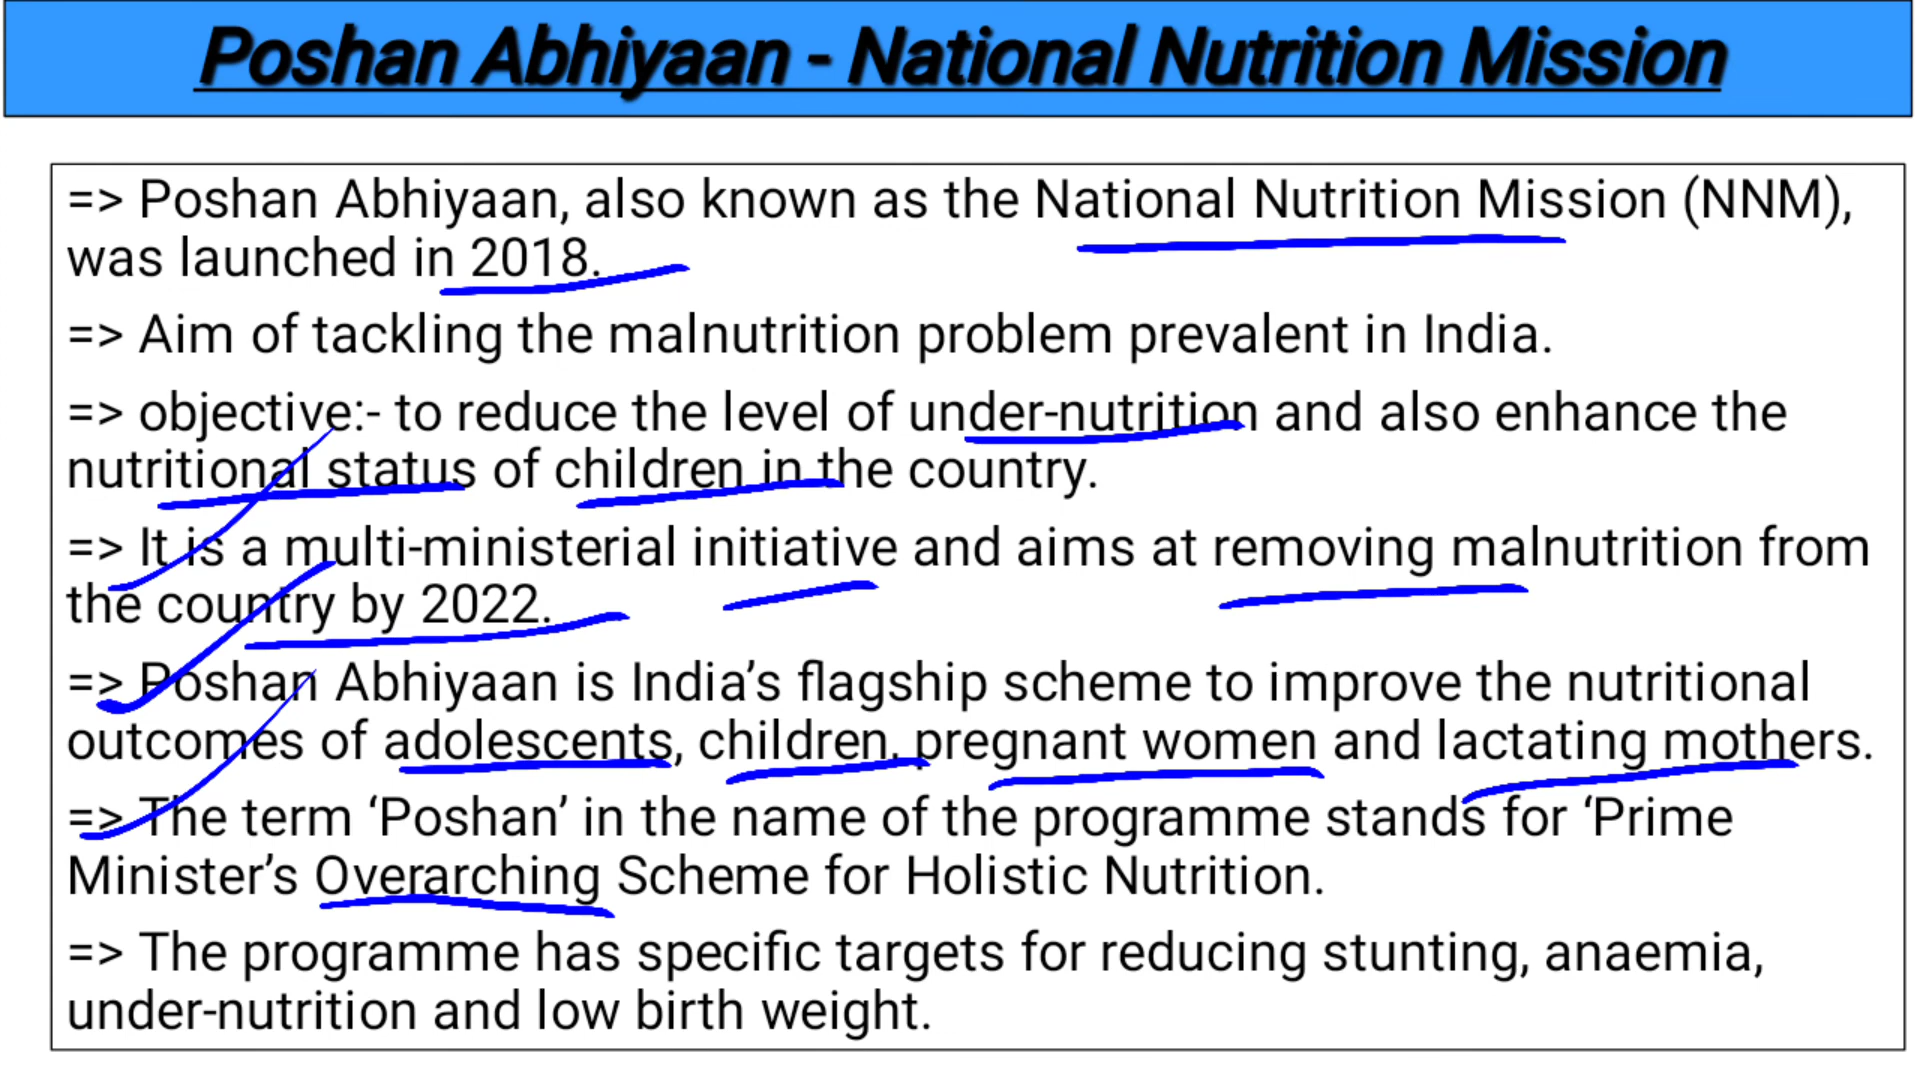 Poshan Abhiyaan - National Nutrition Mission
=> Poshan Abhiyaan, also known as the National Nutrition Mission (NNM),
was launched in 2018.
=> Aim of tackling the malnutrition problem prevalent in India.
=> objective:- to reduce the level of under-nutrition and also enhance the
nutritional status of children in the country.
=> It is a multi-ministerial initiative and aims at removing malnutrition from
the country by 2022.
=> Poshan Abhiyaan is India’s flagship scheme to improve the nutritional
outcomes of adolescents, children, pregnant women and lactating mothers.
=> The term ‘Poshan’ in the name of the programme stands for ‘Prime
Minister’s Overarching Scheme for Holistic Nutrition.
=> The programme has specific targets for reducing stunting, anaemia,
under-nutrition and low birth weight.